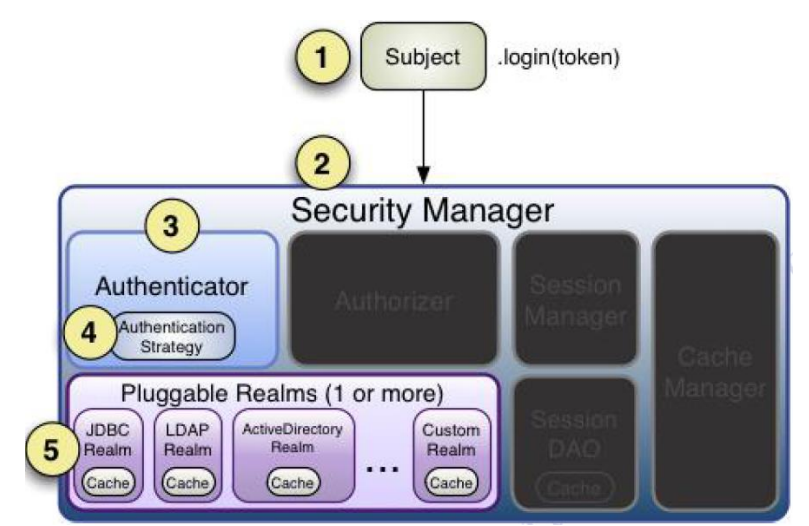 1
Subject .login(token)
2
Security Manager
3
Authenticator
4
Authentication
Strategy
Authorizer
Session
Manager
Cache
Manager
Pluggable Realms (1 or more)
5
JDBC
Realm
Cache
LDAP
Realm
Cache
ActiveDirectory
Realm
Cache
...
Custom
Realm
Cache
Session
DAO
Cache